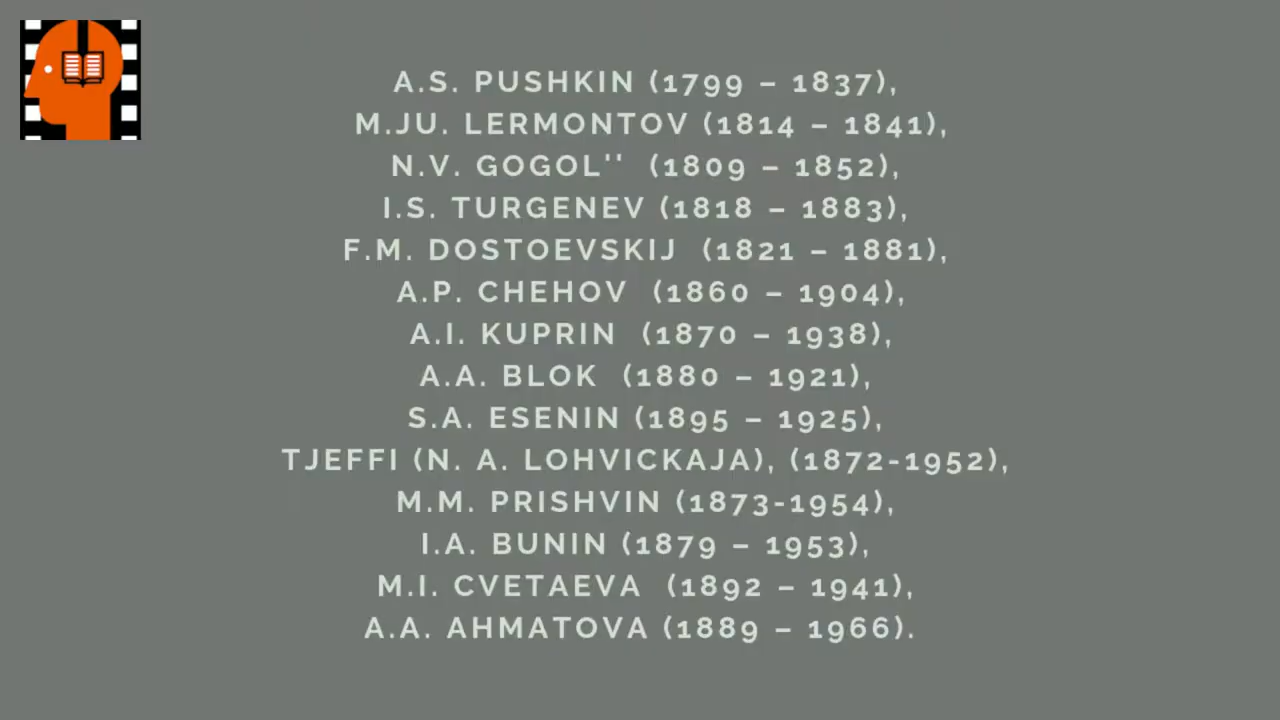 A.S. PUSHKIN (1799 – 1837),
M.JU. LERMONTOV (1814 – 1841),
N.V. GOGOL'' (1809 – 1852),
I.S. TURGENEV (1818 – 1883),
F.M. DOSTOEVSKIJ (1821 – 1881),
A.P. CHEHOV (1860 – 1904),
A.I. KUPRIN (1870 – 1938),
A.A. BLOK (1880 – 1921),
S.A. ESENIN (1895 – 1925),
TJEFFI (N. A. LOHVICKAJA), (1872-1952),
M.M. PRISHVIN (1873-1954),
I.A. BUNIN (1879 – 1953),
M.I. CVETAEVA (1892 – 1941),
A.A. AHMATOVA (1889 – 1966).